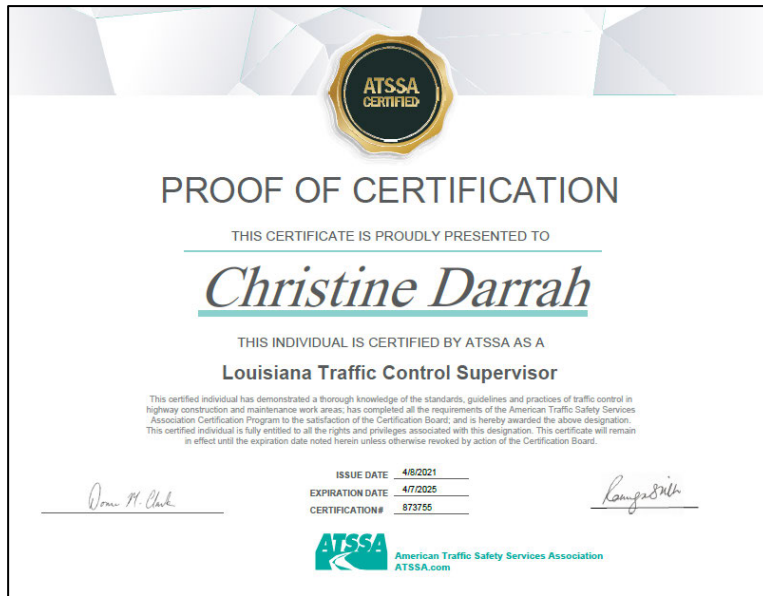 ATSSA
CERTIFIED
PROOF OF CERTIFICATION
THIS CERTIFICATE IS PROUDLY PRESENTED TO
Christine Darrah
THIS INDIVIDUAL IS CERTIFIED BY ATSSA AS A
Louisiana Traffic Control Supervisor
This certified individual has demonstrated a thorough knowledge of the standards, guidelines and practices of traffic control in
highway construction and maintenance work areas; has completed all the requirements of the American Traffic Safety Services
Association Certification Program to the satisfaction of the Certification Board; and is hereby awarded the above designation.
This certified individual is fully entitled to all the rights and privileges associated with this designation. This certificate will remain
in effect until the expiration date noted herein unless otherwise revoked by action of the Certification Board.
ISSUE DATE 4/8/2021
EXPIRATION DATE 4/7/2025
CERTIFICATION# 873755
M. Clark
ATSSA
American Traffic Safety Services Association
ATSSA.com